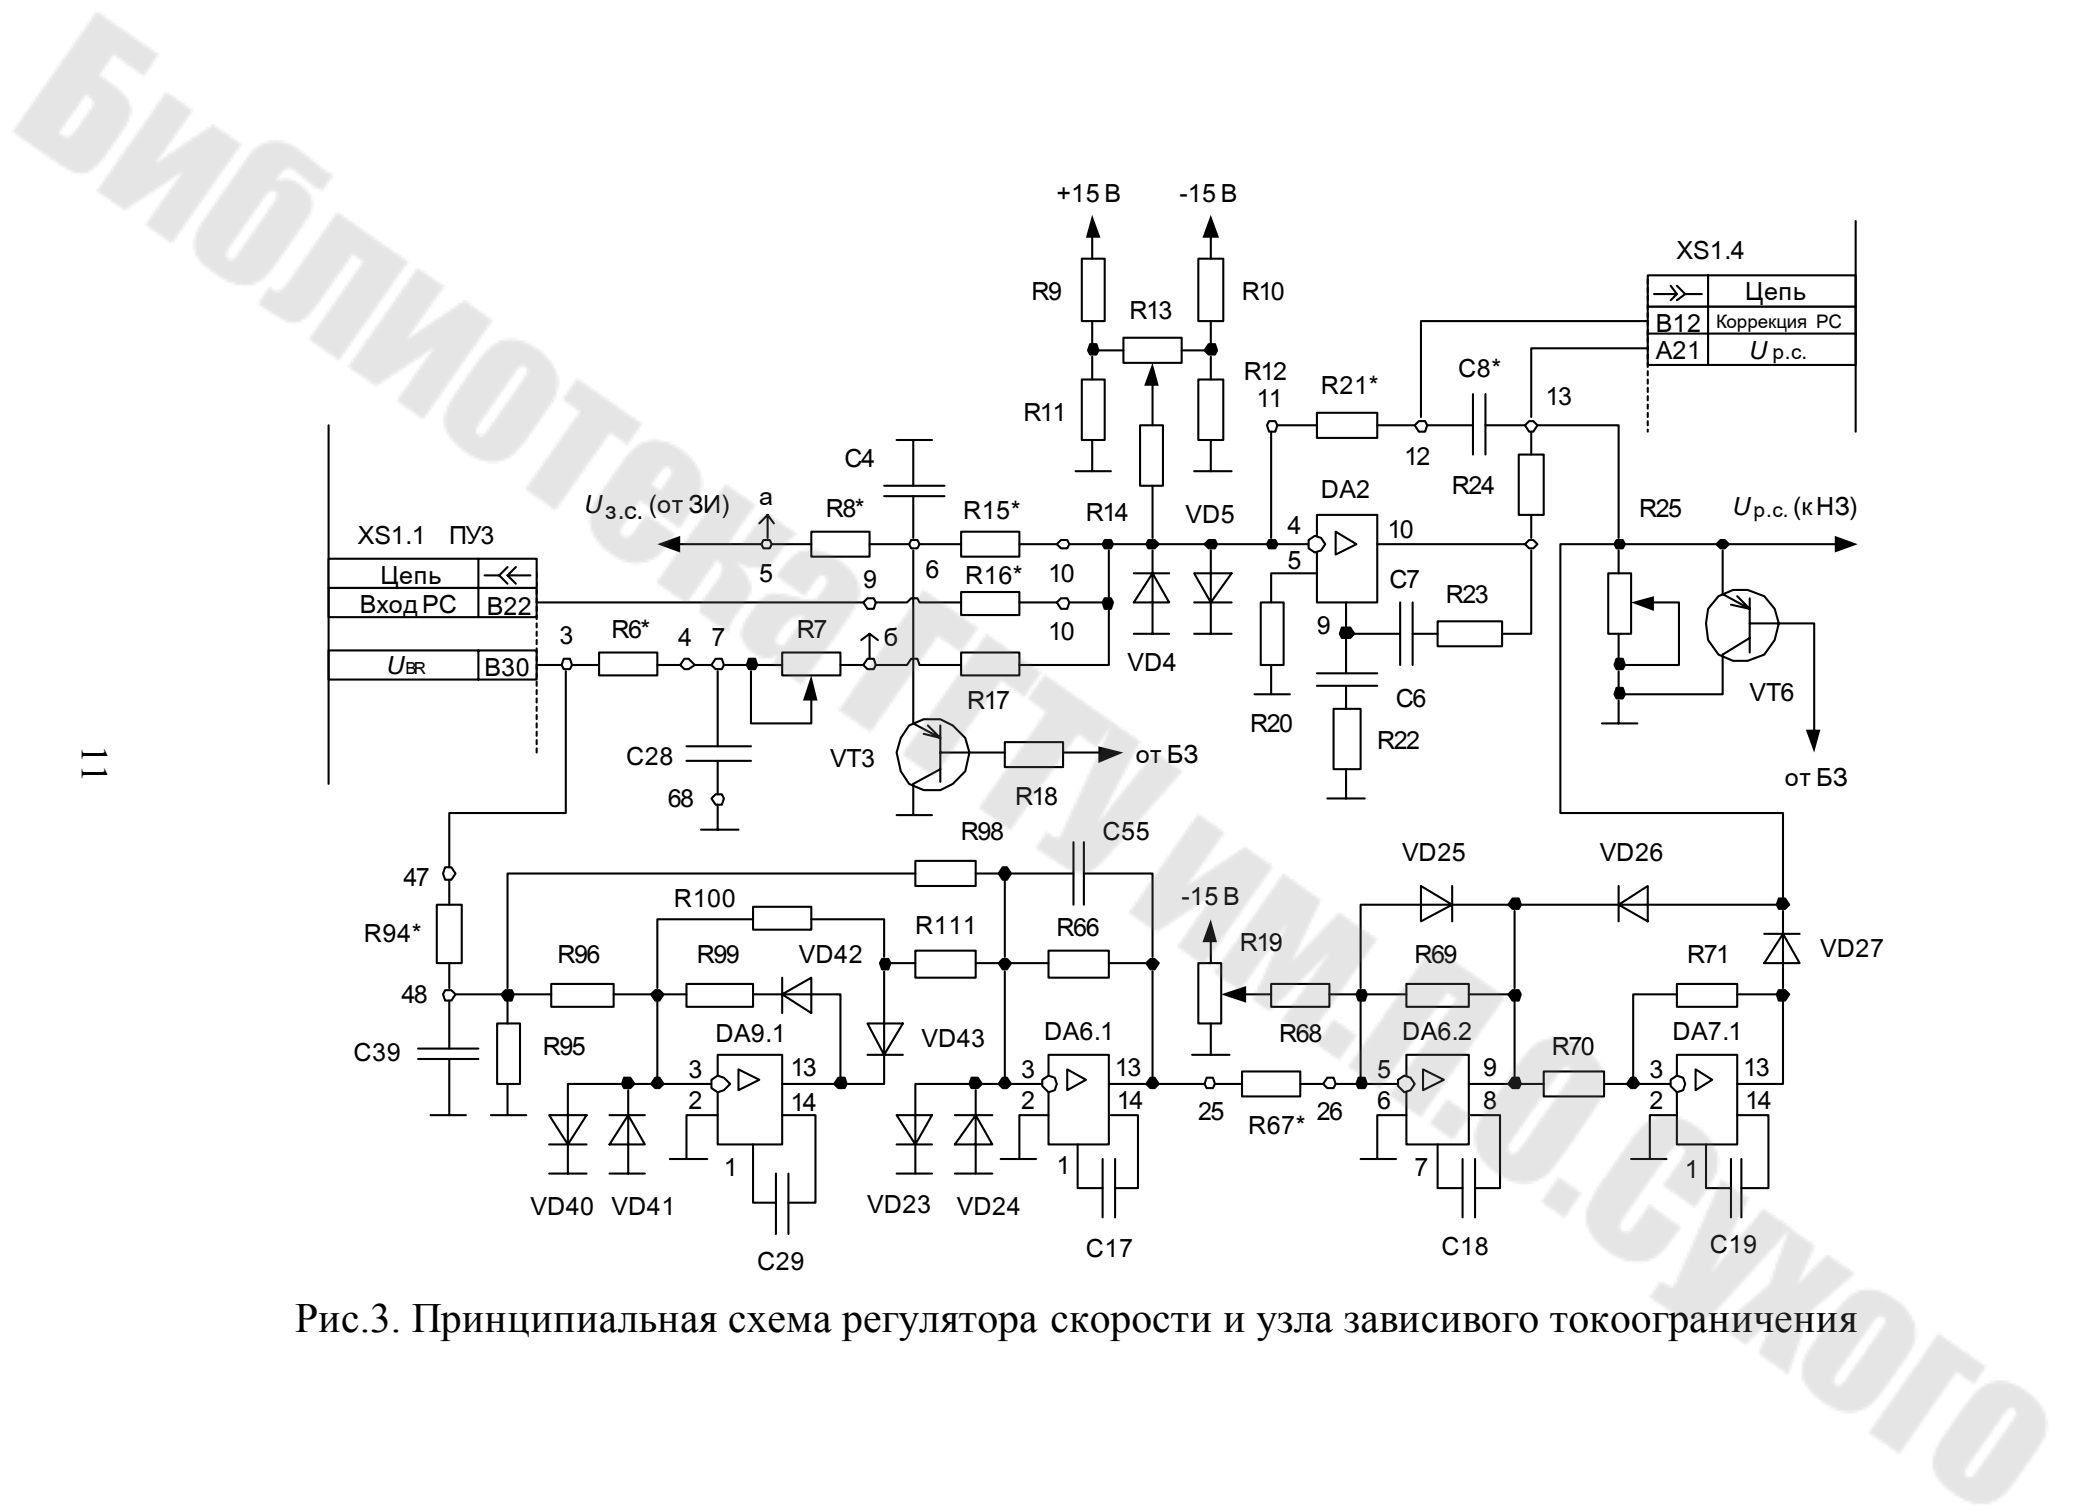 Библиотека ГГТУ им.П.О.Сухого
+15 В
-15 В
XS1.4
R9
R10
R13
Цепь
B12
Коррекция РС
A21
U р.с.
R11
R12
11
R21*
C8*
13
12
C4
R24
Uз.с. (от ЗИ)
а
R8*
R15*
R14
VD5
DA2
4
10
5
R25
Uр.с. (к НЗ)
XS1.1
ПУЗ
Цепь
Вход РС
B22
5
9
6
R16*
10
10
C7
R23
9
3
R6*
4
7
R7
б
UBR
B30
R17
VD4
C6
VT6
R20
R22
C28
VT3
от БЗ
68
R18
от БЗ
11
R98
C55
VD25
VD26
47
R100
-15 В
R94*
R111
R66
R19
R96
R99
VD42
R69
R71
VD27
48
DA9.1
VD43
DA6.1
R68
DA6.2
R70
DA7.1
C39
R95
3
13
2
14
1
3
13
2
14
1
25
R67*
26
5
9
6
8
7
3
13
2
14
1
VD40
VD41
VD23
VD24
C29
C17
C18
C19
Рис.3. Принципиальная схема регулятора скорости и узла зависивого токоограничения